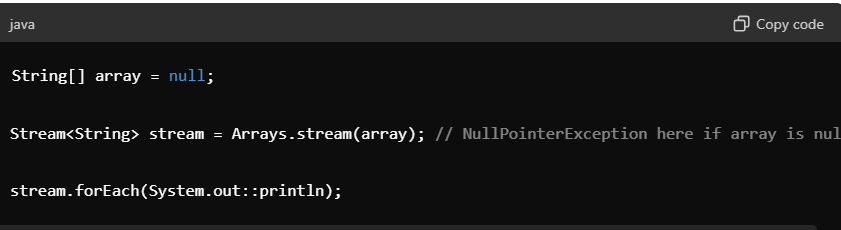 java
Copy code
String[] array = null;
Stream<String> stream = Arrays.stream(array); // NullPointerException here if array is nul
stream.forEach(System.out::println);